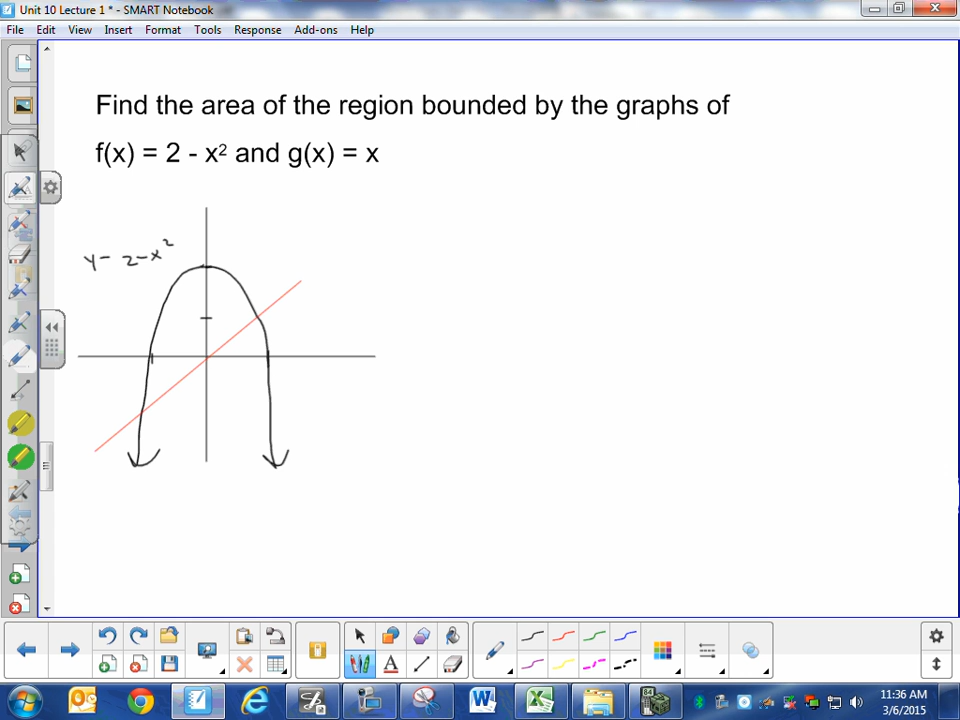 Unit 10 Lecture 1 * - SMART Notebook
File Edit View Insert Format Tools Response Add-ons Help
Find the area of the region bounded by the graphs of
f(x) = 2 - x² and g(x) = x
y - 2 - x²
11:36 AM
3/6/2015